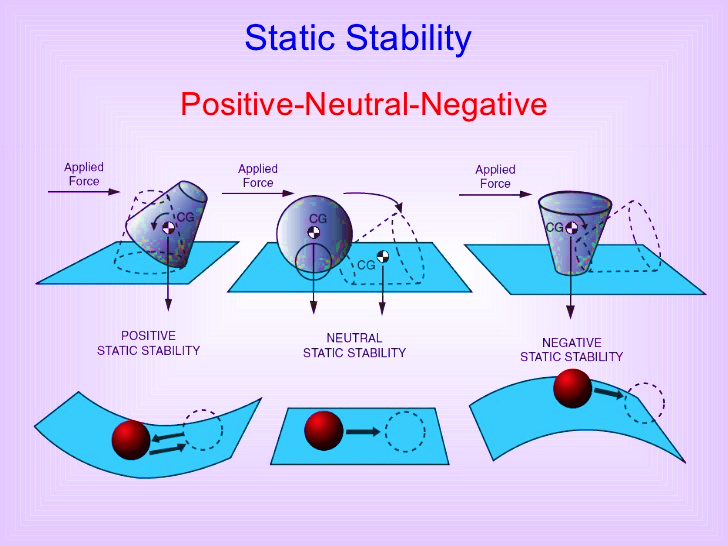 Static Stability
Positive-Neutral-Negative
Applied
Force
CG
POSITIVE
STATIC STABILITY
Applied
Force
CG
CG
NEUTRAL
STATIC STABILITY
Applied
Force
CG
NEGATIVE
STATIC STABILITY